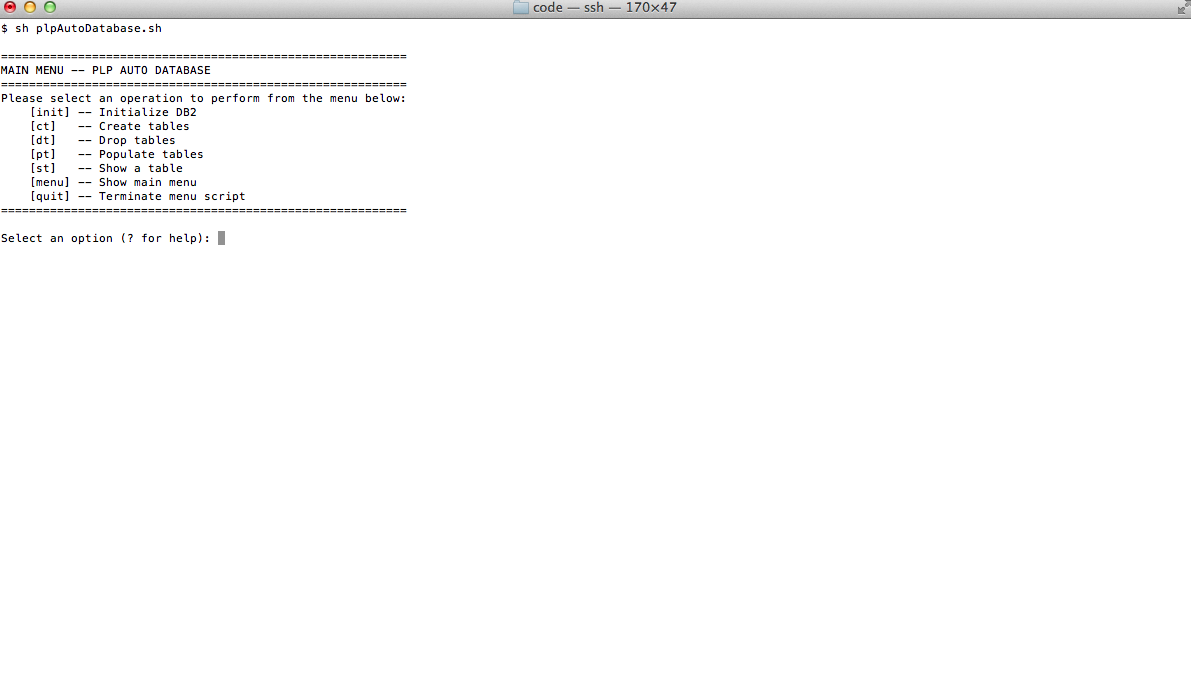 code — ssh — 170×47
$ sh plpAutoDatabase.sh
==========================================================
MAIN MENU -- PLP AUTO DATABASE
==========================================================
Please select an operation to perform from the menu below:
    [init] -- Initialize DB2
    [ct]   -- Create tables
    [dt]   -- Drop tables
    [pt]   -- Populate tables
    [st]   -- Show a table
    [menu] -- Show main menu
    [quit] -- Terminate menu script
==========================================================
Select an option (? for help):